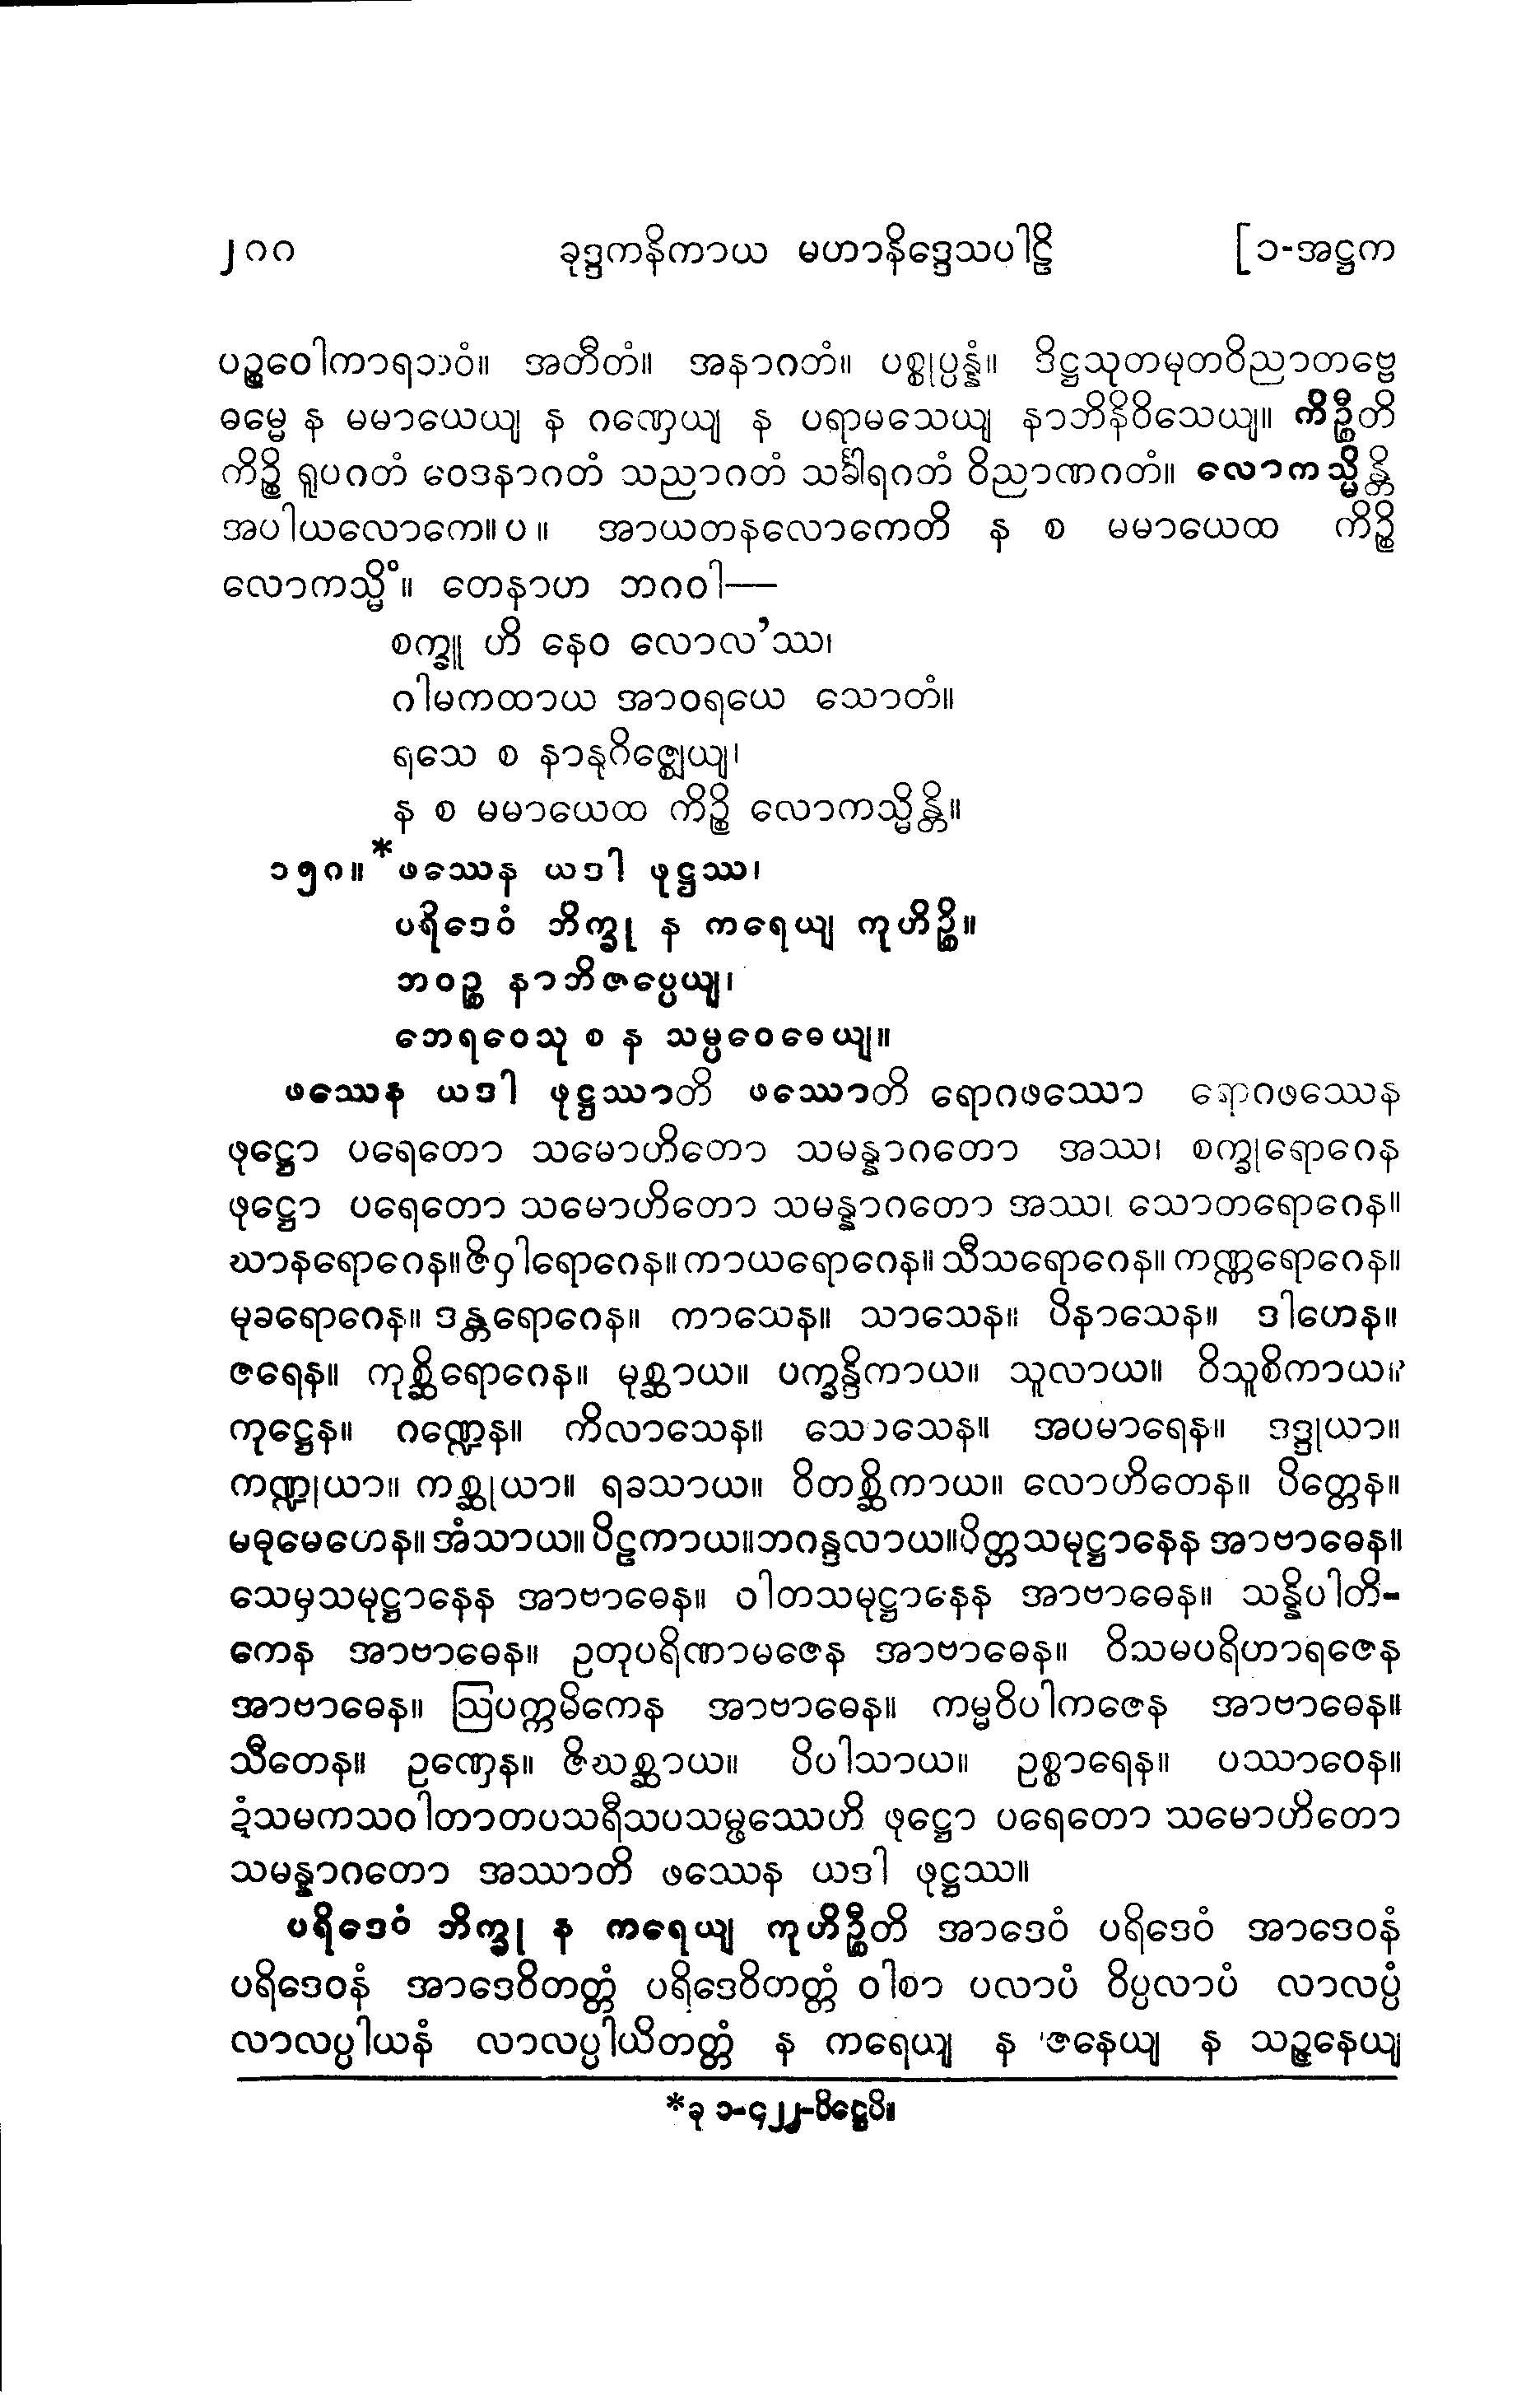 ၂၀၀ ခုဒ္ဒကနိကာယ မဟာနိဒ္ဒေသပါဠိ [၁-အဋ္ဌက
ပဉ္စဝေါကာရဘဝံ။ အတီတံ။ အနာဂတံ။ ပစ္စုပ္ပန္နံ။ ဒိဋ္ဌသုတမုတဝိညာတဗ္ဗေ
ဓမ္မေ န မမာယေယျ န ဂဏှေယျ န ပရာမသေယျ နာဘိနိဝိသေယျ။ ကိဉ္စီတိ
ကိဉ္စိ ရူပဂတံ ဝေဒနာဂတံ သညာဂတံ သင်္ခါရဂတံ ဝိညာဏဂတံ။ လောကသ္မိန္တိ
အပါယလောကေ။ ပ ။ အာယတနလောကေတိ န စ မမာယေထ ကိဉ္စိ
လောကသ္မိံ။ တေနာဟ ဘဂဝါ—
စက္ခူ ဟိ နေဝ လောလ’ဿ၊
ဂါမကထာယ အာဝရယေ သောတံ။
ရသေ စ နာနုဂိဇ္ဈေယျ၊
န စ မမာယေထ ကိဉ္စိ လောကသ္မိန္တိ။
၁၅၀။ *ဖဿေန ယဒါ ဖုဋ္ဌဿ၊
ပရိဒေဝံ ဘိက္ခု န ကရေယျ ကုဟိဉ္စိ။
ဘဝဉ္စ နာဘိဇပ္ပေယျ၊
ဘေရဝေသု စ န သမ္ပဝေဓေယျ။
ဖဿေန ယဒါ ဖုဋ္ဌဿာတိ ဖဿောတိ ရောဂဖဿော ရောဂဖဿေန
ဖုဋ္ဌော ပရေတော သမောဟိတော သမန္နာဂတော အဿ၊ စက္ခုရောဂေန
ဖုဋ္ဌော ပရေတော သမောဟိတော သမန္နာဂတော အဿ၊ သောတရောဂေန။
ဃာနရောဂေန။ ဇိဝှါရောဂေန။ ကာယရောဂေန။ သီသရောဂေန။ ကဏ္ဏရောဂေန။
မုခရောဂေန။ ဒန္တရောဂေန။ ကာသေန။ သာသေန။ ပိနာသေန။ ဒါဟေန။
ဇရေန။ ကုစ္ဆိရောဂေန။ မုစ္ဆာယ။ ပက္ခန္ဒိကာယ။ သူလာယ။ ဝိသူစိကာယ။
ကုဋ္ဌေန။ ဂဏ္ဍေန။ ကိလာသေန။ သောသေန။ အပမာရေန။ ဒဒ္ဒုယာ။
ကဏ္ဍုယာ။ ကစ္ဆုယာ။ ရခသာယ။ ဝိတစ္ဆိကာယ။ လောဟိတေန။ ပိတ္တေန။
မဓုမေဟေန။ အံသာယ။ ပိဠကာယ။ ဘဂန္ဒလာယ။ ပိတ္တသမုဋ္ဌာနေန အာဗာဓေန။
သေမှသမုဋ္ဌာနေန အာဗာဓေန။ ဝါတသမုဋ္ဌာနေန အာဗာဓေန။ သန္နိပါတိ-
ကေန အာဗာဓေန။ ဥတုပရိဏာမဇေန အာဗာဓေန။ ဝိသမပရိဟာရဇေန
အာဗာဓေန။ ဩပက္ကမိကေန အာဗာဓေန။ ကမ္မဝိပါကဇေန အာဗာဓေန။
သီတေန။ ဥဏှေန။ ဇိဃစ္ဆာယ။ ပိပါသာယ။ ဥစ္စာရေန။ ပဿာဝေန။
ဍံသမကသဝါတာတပသရီသပသမ္ဖဿေဟိ ဖုဋ္ဌော ပရေတော သမောဟိတော
သမန္နာဂတော အဿာတိ ဖဿေန ယဒါ ဖုဋ္ဌဿ။
ပရိဒေဝံ ဘိက္ခု န ကရေယျ ကုဟိဉ္စီတိ အာဒေဝံ ပရိဒေဝံ အာဒေဝနံ
ပရိဒေဝနံ အာဒေဝိတတ္တံ ပရိဒေဝိတတ္တံ ဝါစာ ပလာပံ ဝိပ္ပလာပံ လာလပ္ပံ
လာလပ္ပါယနံ လာလပ္ပါယိတတ္တံ န ကရေယျ န ဇနေယျ န သဉ္ဇနေယျ
*ခု ၁-၄၂၂-ပိဋ္ဌေပိ။